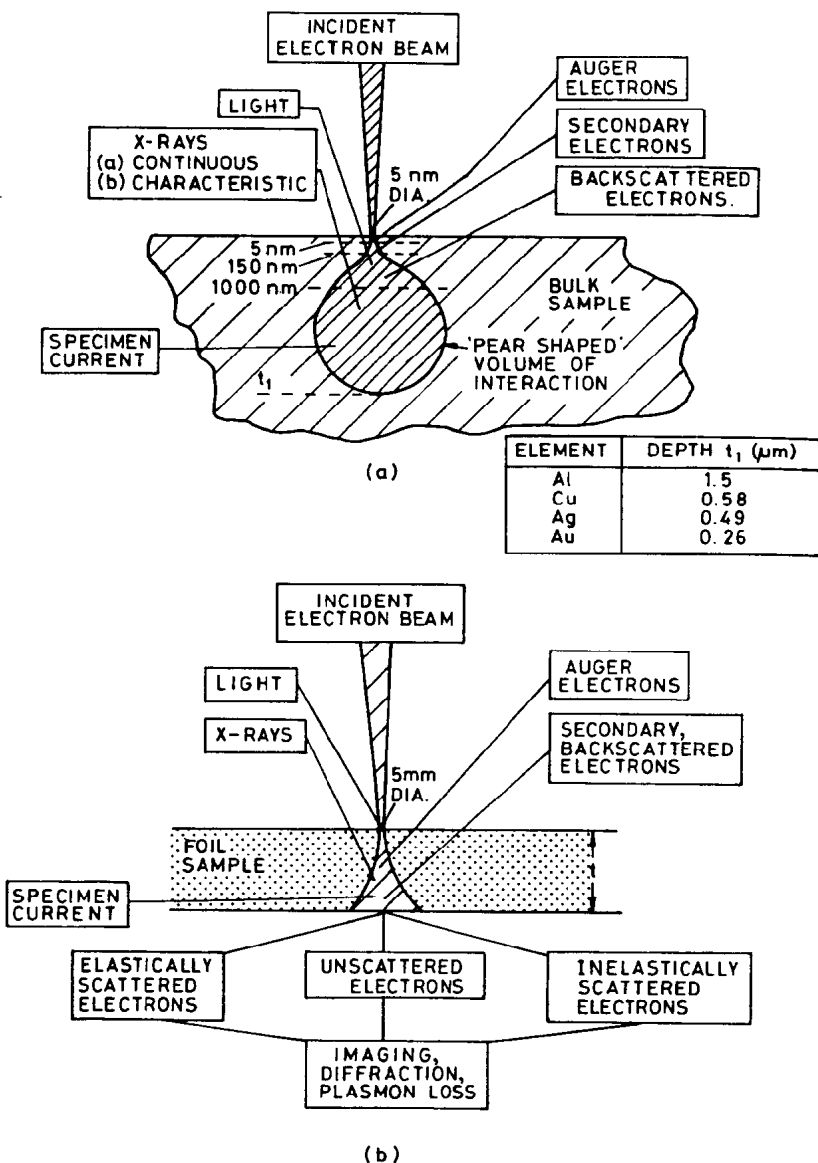 INCIDENT
ELECTRON BEAM
AUGER
ELECTRONS
LIGHT
SECONDARY
ELECTRONS
X-RAYS
(a) CONTINUOUS
(b) CHARACTERISTIC
5 nm
DIA.
BACKSCATTERED
ELECTRONS.
5 nm
150 nm
1000 nm
BULK
SAMPLE
SPECIMEN
CURRENT
'PEAR SHAPED'
VOLUME OF
INTERACTION
t₁
(a)
ELEMENT DEPTH t₁ (μm)
Al 1.5
Cu 0.58
Ag 0.49
Au 0.26
INCIDENT
ELECTRON BEAM
LIGHT
AUGER
ELECTRONS
X-RAYS
SECONDARY,
BACKSCATTERED
ELECTRONS
5mm
DIA.
FOIL
SAMPLE
t
SPECIMEN
CURRENT
ELASTICALLY
SCATTERED
ELECTRONS
UNSCATTERED
ELECTRONS
INELASTICALLY
SCATTERED
ELECTRONS
IMAGING,
DIFFRACTION,
PLASMON LOSS
(b)